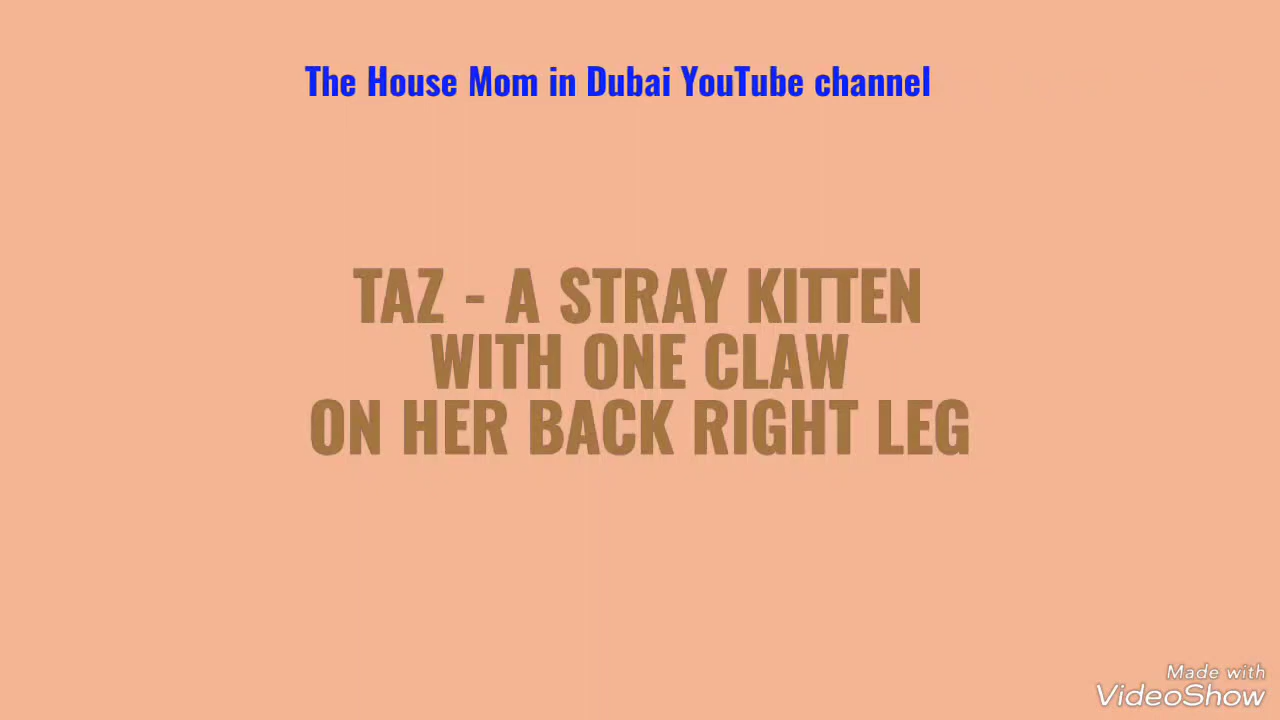 The House Mom in Dubai YouTube channel
TAZ - A STRAY KITTEN
WITH ONE CLAW
ON HER BACK RIGHT LEG
Made with
VideoShow